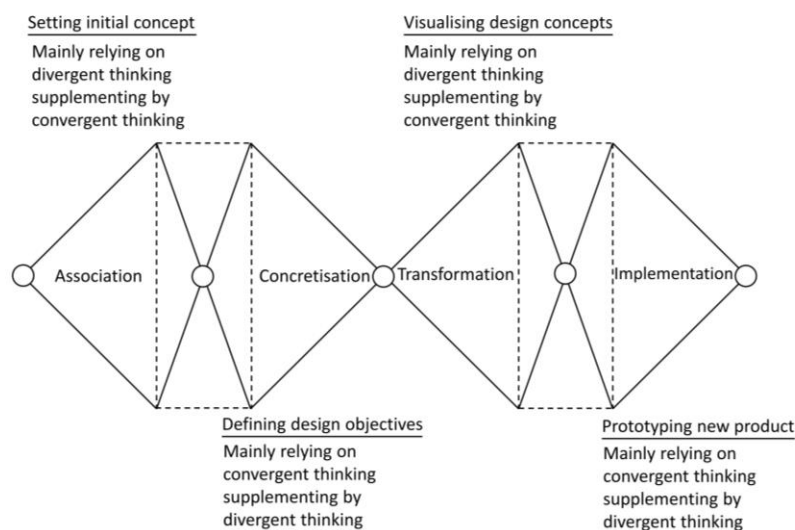 Setting initial concept
Mainly relying on
divergent thinking
supplementing by
convergent thinking
Visualising design concepts
Mainly relying on
divergent thinking
supplementing by
convergent thinking
Association
Concretisation
Transformation
Implementation
Defining design objectives
Mainly relying on
convergent thinking
supplementing by
divergent thinking
Prototyping new product
Mainly relying on
convergent thinking
supplementing by
divergent thinking